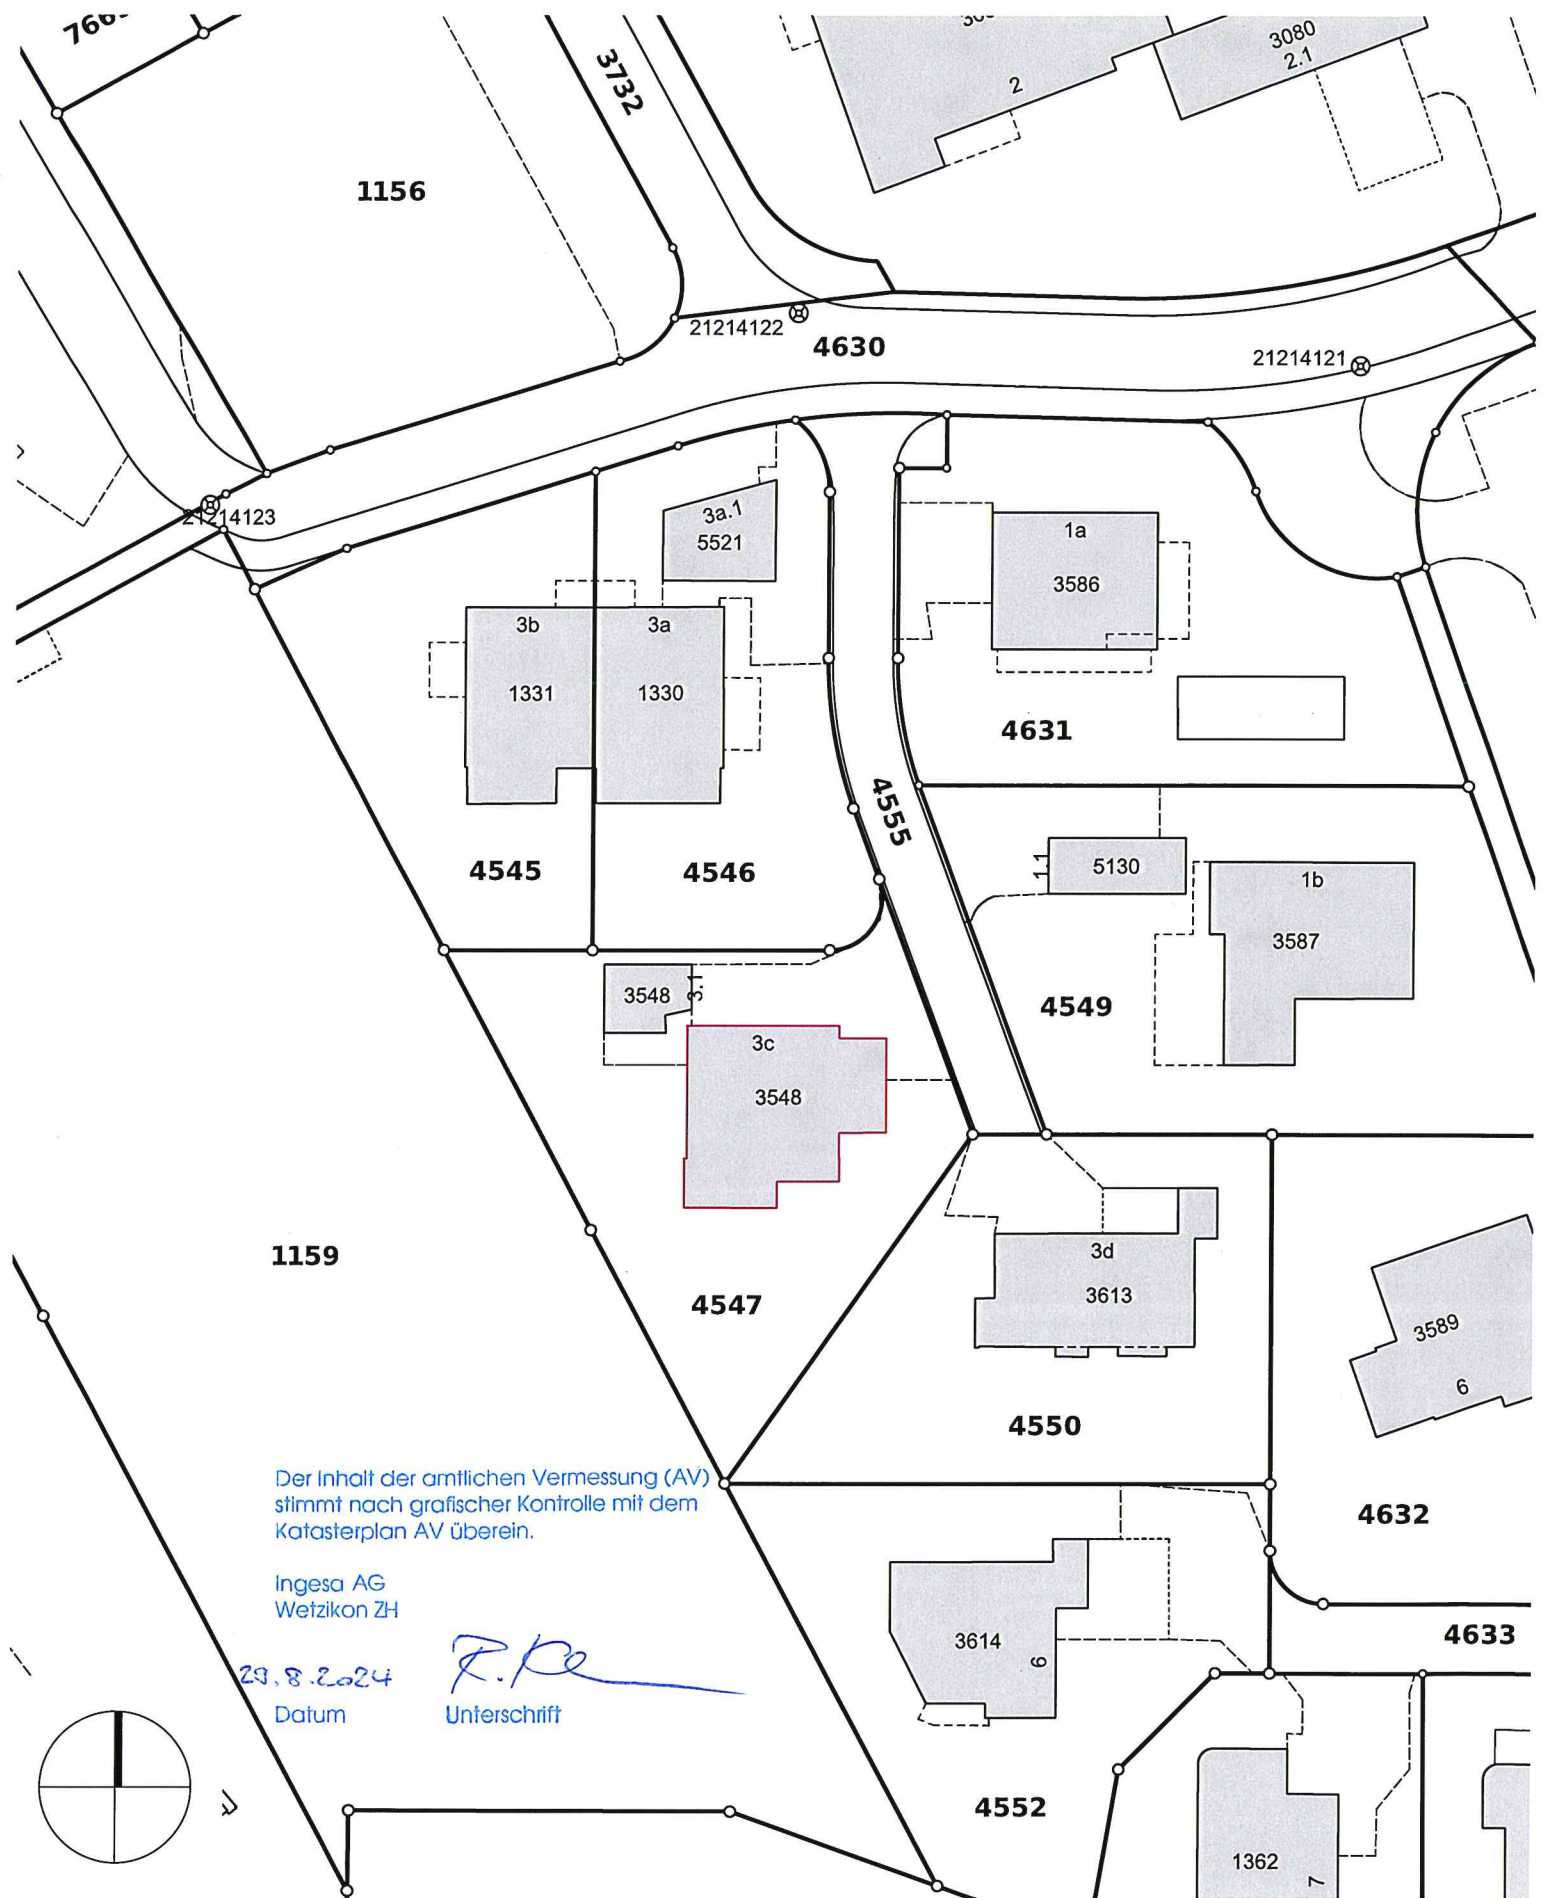 3732
3080
2.1
2
1156
21214122
4630
21214121
21214123
3a.1
5521
1a
3586
3b
3a
1331
1330
4631
4555
4545
4546
1.1
5130
1b
3587
3548
3.1
4549
3c
3548
1159
4547
3d
3613
3589
6
4550
Der Inhalt der amtlichen Vermessung (AV)
stimmt nach grafischer Kontrolle mit dem
Katasterplan AV überein.
4632
Ingesa AG
Wetzikon ZH
3614
6
4633
29.8.2024
Datum
Unterschrift
4552
1362
7